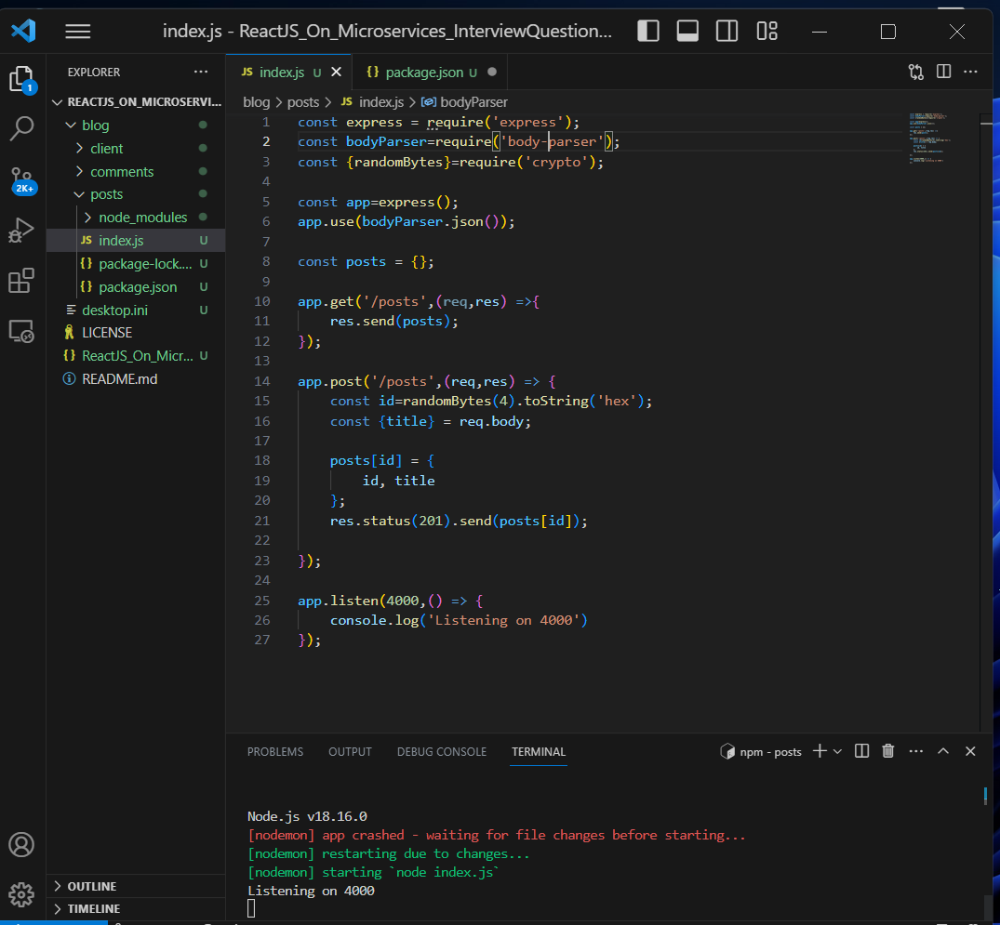 index.js - ReactJS_On_Microservices_InterviewQuestion...
EXPLORER
1
2K+
REACTJS_ON_MICROSERVI...
blog
client
comments
posts
node_modules
JS index.js U
{} package-lock.... U
{} package.json U
desktop.ini U
LICENSE
{} ReactJS_On_Micr... U
README.md
OUTLINE
TIMELINE
JS index.js U
{} package.json U
blog > posts > JS index.js > bodyParser
1 const express = require('express');
2 const bodyParser=require('body-parser');
3 const {randomBytes}=require('crypto');
4
5 const app=express();
6 app.use(bodyParser.json());
7
8 const posts = {};
9
10 app.get('/posts',(req,res) =>{
11 res.send(posts);
12 });
13
14 app.post('/posts',(req,res) => {
15 const id=randomBytes(4).toString('hex');
16 const {title} = req.body;
17
18 posts[id] = {
19 id, title
20 };
21 res.status(201).send(posts[id]);
22
23 });
24
25 app.listen(4000,() => {
26 console.log('Listening on 4000')
27 });
PROBLEMS OUTPUT DEBUG CONSOLE TERMINAL
npm - posts
Node.js v18.16.0
[nodemon] app crashed - waiting for file changes before starting...
[nodemon] restarting due to changes...
[nodemon] starting `node index.js`
Listening on 4000